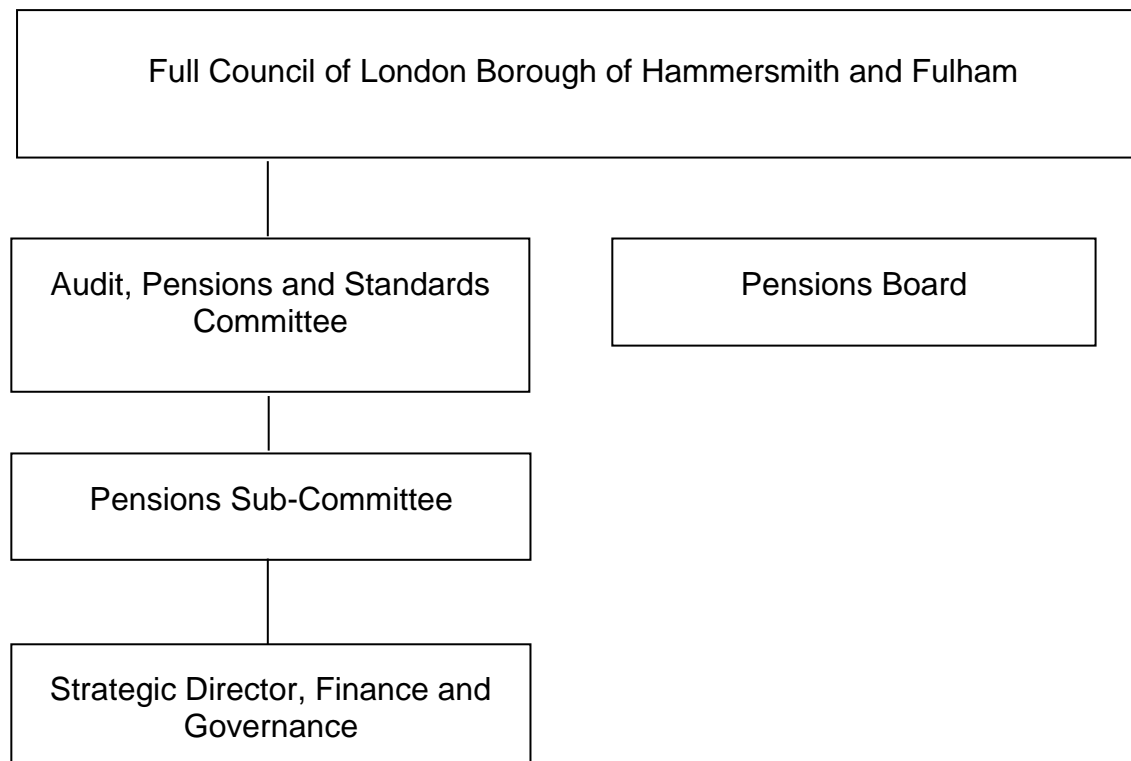 Full Council of London Borough of Hammersmith and Fulham
Audit, Pensions and Standards
Committee
Pensions Board
Pensions Sub-Committee
Strategic Director, Finance and
Governance